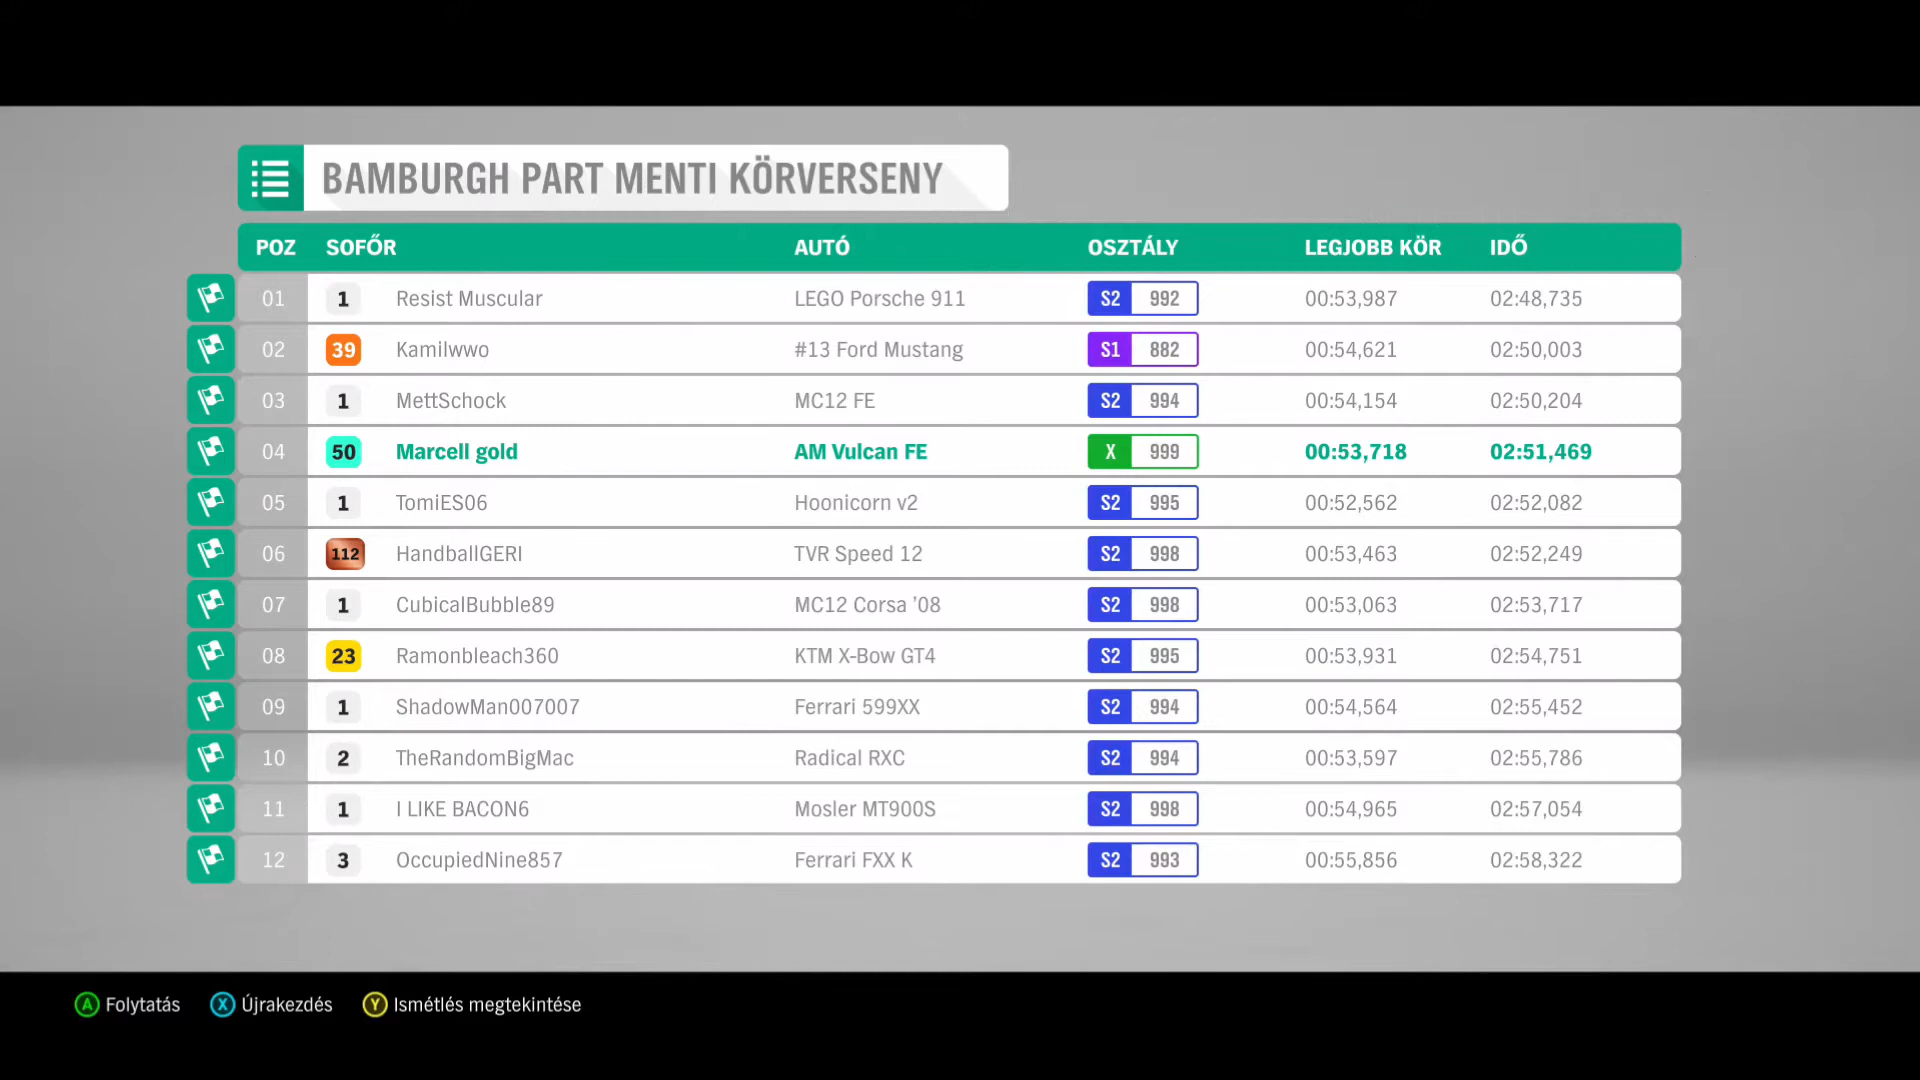 BAMBURGH PART MENTI KÖRVERSENY
POZ SOFŐR AUTÓ OSZTÁLY LEGJOBB KÖR IDŐ
01 1 Resist Muscular LEGO Porsche 911 S2 992 00:53,987 02:48,735
02 39 Kamilwwo #13 Ford Mustang S1 882 00:54,621 02:50,003
03 1 MettSchock MC12 FE S2 994 00:54,154 02:50,204
04 50 Marcell gold AM Vulcan FE X 999 00:53,718 02:51,469
05 1 TomiES06 Hoonicorn v2 S2 995 00:52,562 02:52,082
06 112 HandballGERI TVR Speed 12 S2 998 00:53,463 02:52,249
07 1 CubicalBubble89 MC12 Corsa ’08 S2 998 00:53,063 02:53,717
08 23 Ramonbleach360 KTM X-Bow GT4 S2 995 00:53,931 02:54,751
09 1 ShadowMan007007 Ferrari 599XX S2 994 00:54,564 02:55,452
10 2 TheRandomBigMac Radical RXC S2 994 00:53,597 02:55,786
11 1 I LIKE BACON6 Mosler MT900S S2 998 00:54,965 02:57,054
12 3 OccupiedNine857 Ferrari FXX K S2 993 00:55,856 02:58,322
A Folytatás X Újrakezdés Y Ismétlés megtekintése